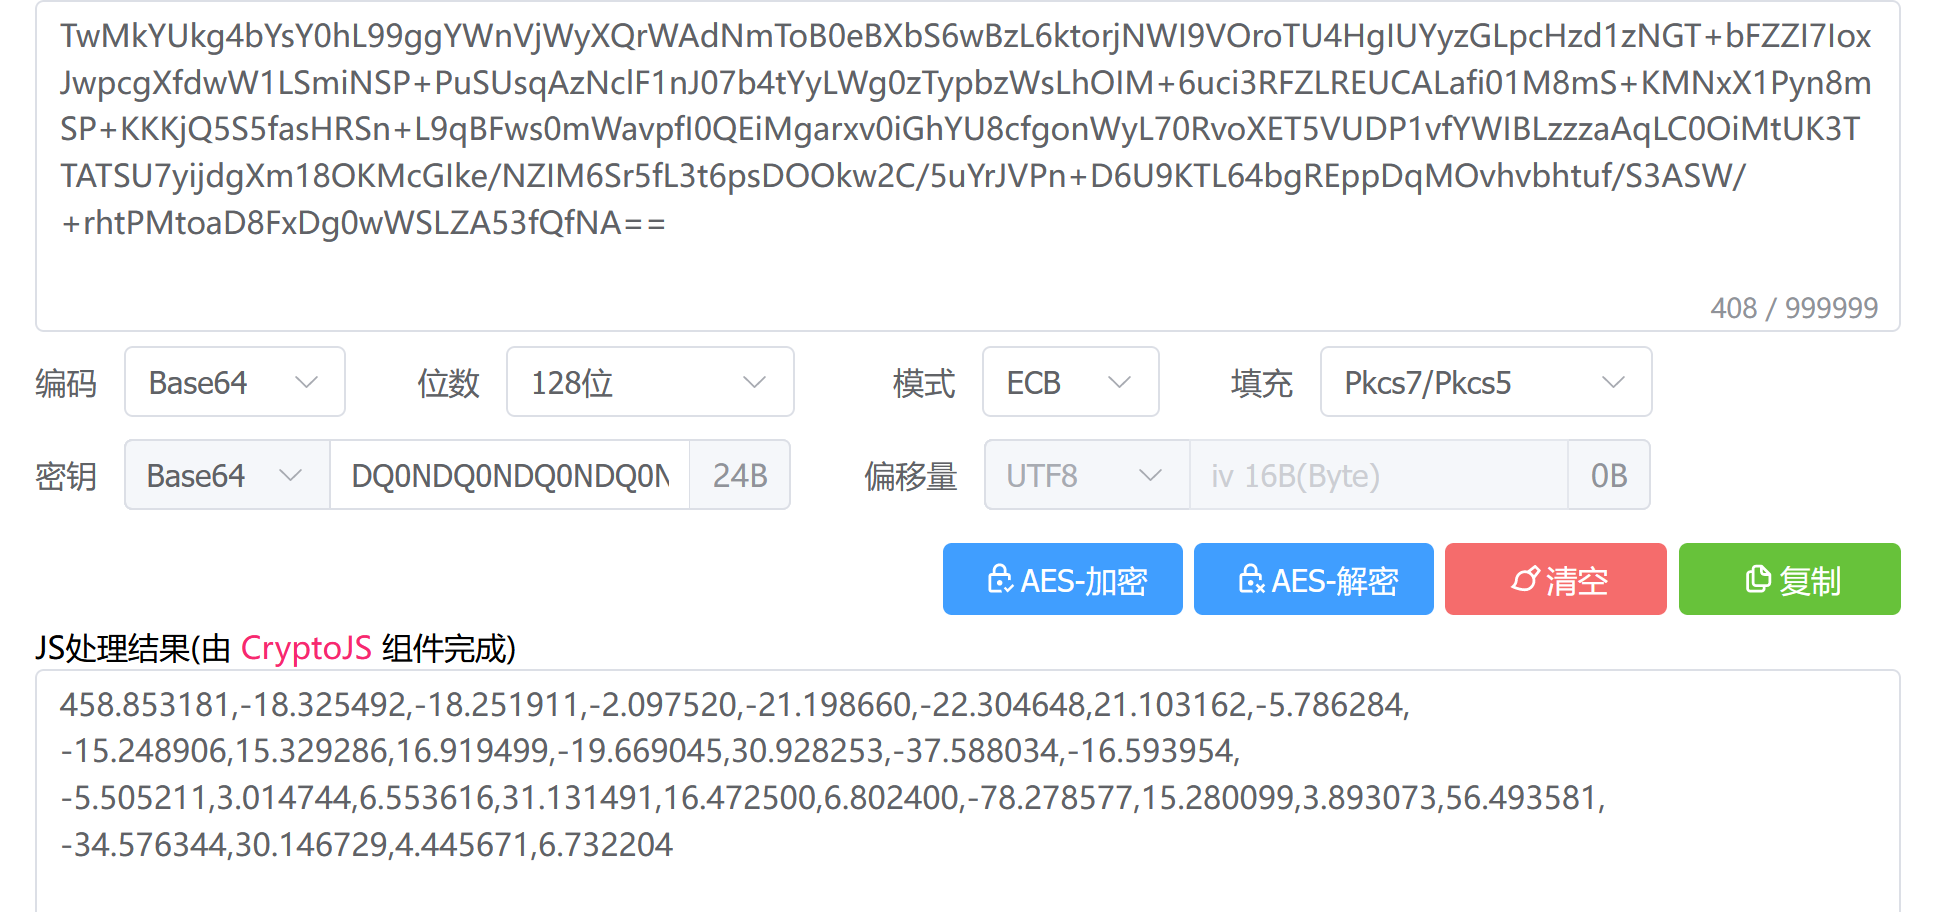 TwMkYUkg4bYsY0hL99ggYWnVjWyXQrWAdNmToB0eBXbS6wBzL6ktorjNWI9VOroTU4HgIUYyzGLpcHzd1zNGT+bFZZI7Iox
JwpcgXfdwW1LSmiNSP+PuSUsqAzNclF1nJ07b4tYyLWg0zTypbzWsLhOIM+6uci3RFZLREUCALafi01M8mS+KMNxX1Pyn8m
SP+KKKjQ5S5fasHRSn+L9qBFws0mWavpfI0QEiMgarxv0iGhYU8cfgonWyL70RvoXET5VUDP1vfYWIBLzzzaAqLC0OiMtUK3T
TATSU7yijdgXm18OKMcGIke/NZIM6Sr5fL3t6psDOOkw2C/5uYrJVPn+D6U9KTL64bgREppDqMOvhvbhtuf/S3ASW/
+rhtPMtoaD8FxDg0wWSLZA53fQfNA==
408 / 999999
编码 Base64 位数 128位 模式 ECB 填充 Pkcs7/Pkcs5
密钥 Base64 DQ0NDQ0NDQ0NDQ0N 24B 偏移量 UTF8 iv 16B(Byte) 0B
AES-加密 AES-解密 清空 复制
JS处理结果(由 CryptoJS 组件完成)
458.853181,-18.325492,-18.251911,-2.097520,-21.198660,-22.304648,21.103162,-5.786284,
-15.248906,15.329286,16.919499,-19.669045,30.928253,-37.588034,-16.593954,
-5.505211,3.014744,6.553616,31.131491,16.472500,6.802400,-78.278577,15.280099,3.893073,56.493581,
-34.576344,30.146729,4.445671,6.732204